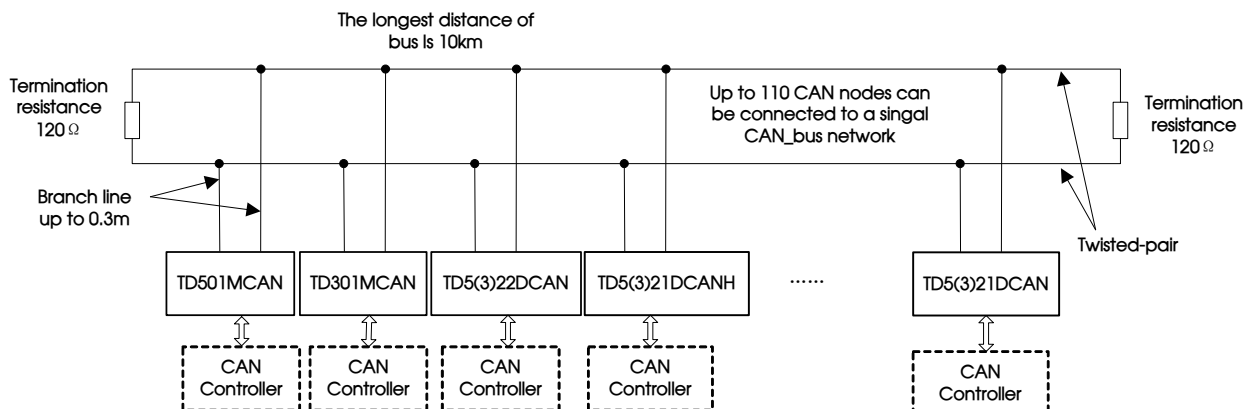 The longest distance of
bus Is 10km
Termination
resistance
120Ω
Up to 110 CAN nodes can
be connected to a singal
CAN_bus network
Termination
resistance
120Ω
Branch line
up to 0.3m
Twisted-pair
TD501MCAN
TD301MCAN
TD5(3)22DCAN
TD5(3)21DCANH
......
TD5(3)21DCAN
CAN
Controller
CAN
Controller
CAN
Controller
CAN
Controller
CAN
Controller